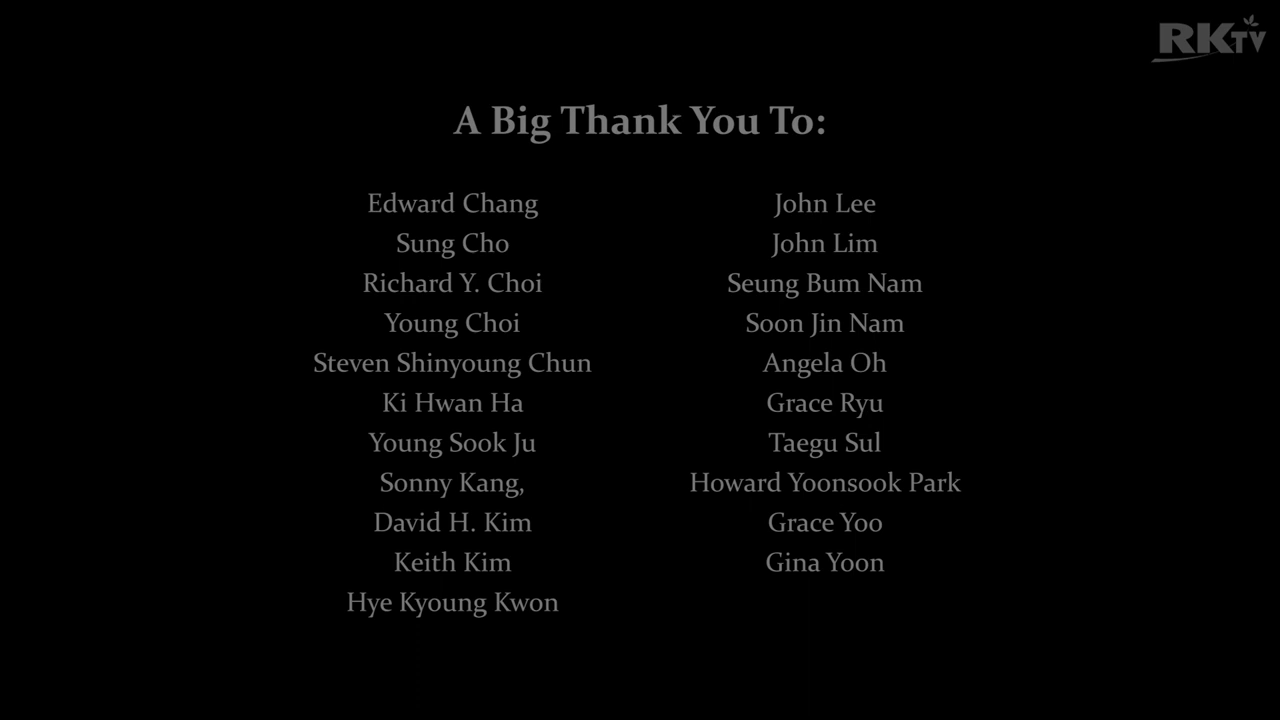 RKTV
A Big Thank You To:
Edward Chang
Sung Cho
Richard Y. Choi
Young Choi
Steven Shinyoung Chun
Ki Hwan Ha
Young Sook Ju
Sonny Kang,
David H. Kim
Keith Kim
Hye Kyoung Kwon
John Lee
John Lim
Seung Bum Nam
Soon Jin Nam
Angela Oh
Grace Ryu
Taegu Sul
Howard Yoonsook Park
Grace Yoo
Gina Yoon